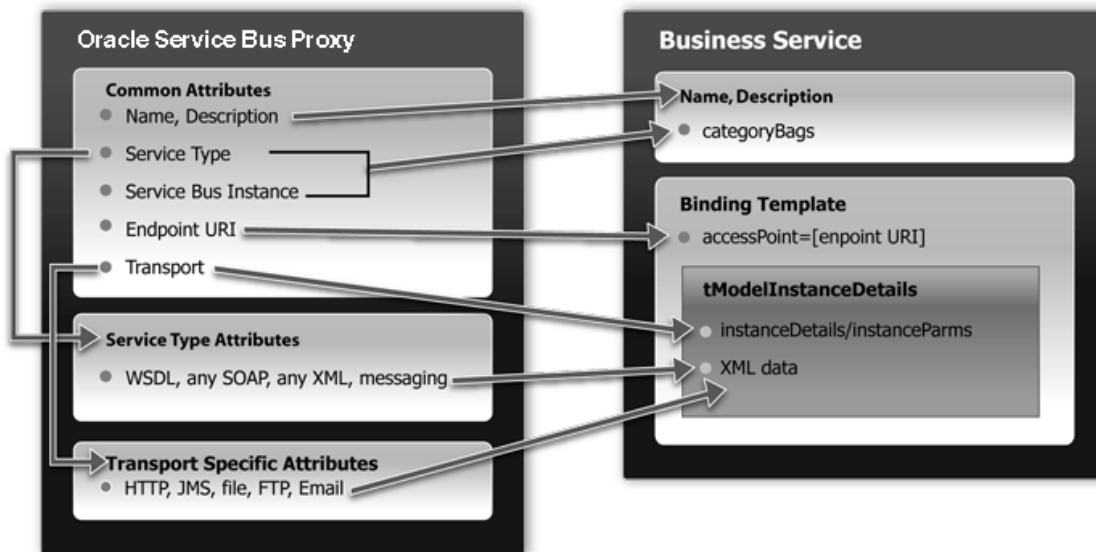 Oracle Service Bus Proxy
Common Attributes
Name, Description
Service Type
Service Bus Instance
Endpoint URI
Transport
Service Type Attributes
WSDL, any SOAP, any XML, messaging
Transport Specific Attributes
HTTP, JMS, file, FTP, Email
Business Service
Name, Description
categoryBags
Binding Template
accessPoint=[enpoint URI]
tModelInstanceDetails
instanceDetails/instanceParms
XML data